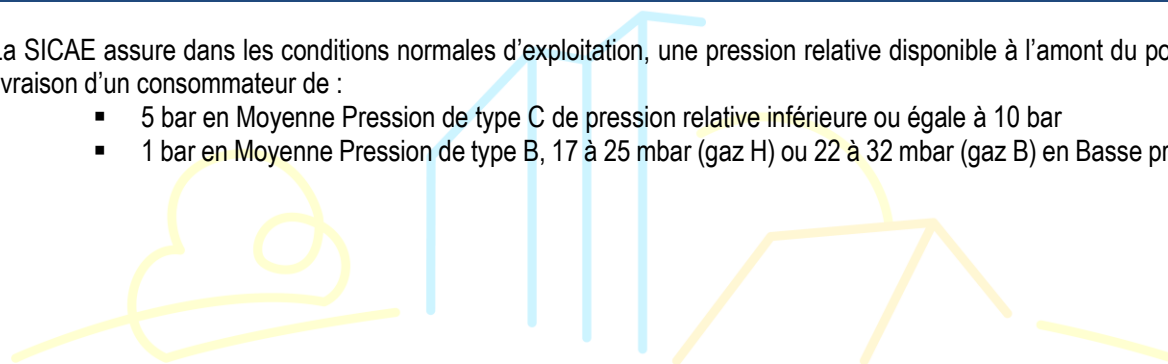 La SICAE assure dans les conditions normales d’exploitation, une pression relative disponible à l’amont du po
vraison d’un consommateur de :
▪ 5 bar en Moyenne Pression de type C de pression relative inférieure ou égale à 10 bar
▪ 1 bar en Moyenne Pression de type B, 17 à 25 mbar (gaz H) ou 22 à 32 mbar (gaz B) en Basse pr